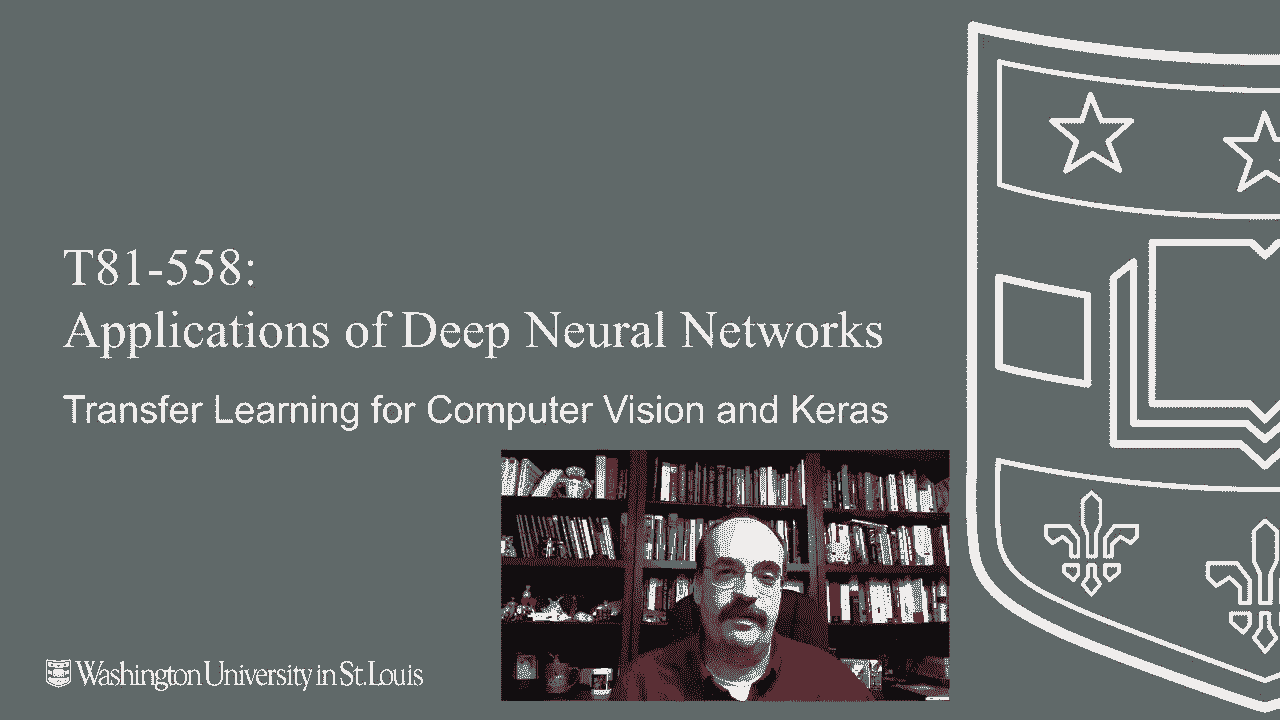 T81-558:
Applications of Deep Neural Networks
Transfer Learning for Computer Vision and Keras
Washington University in St. Louis